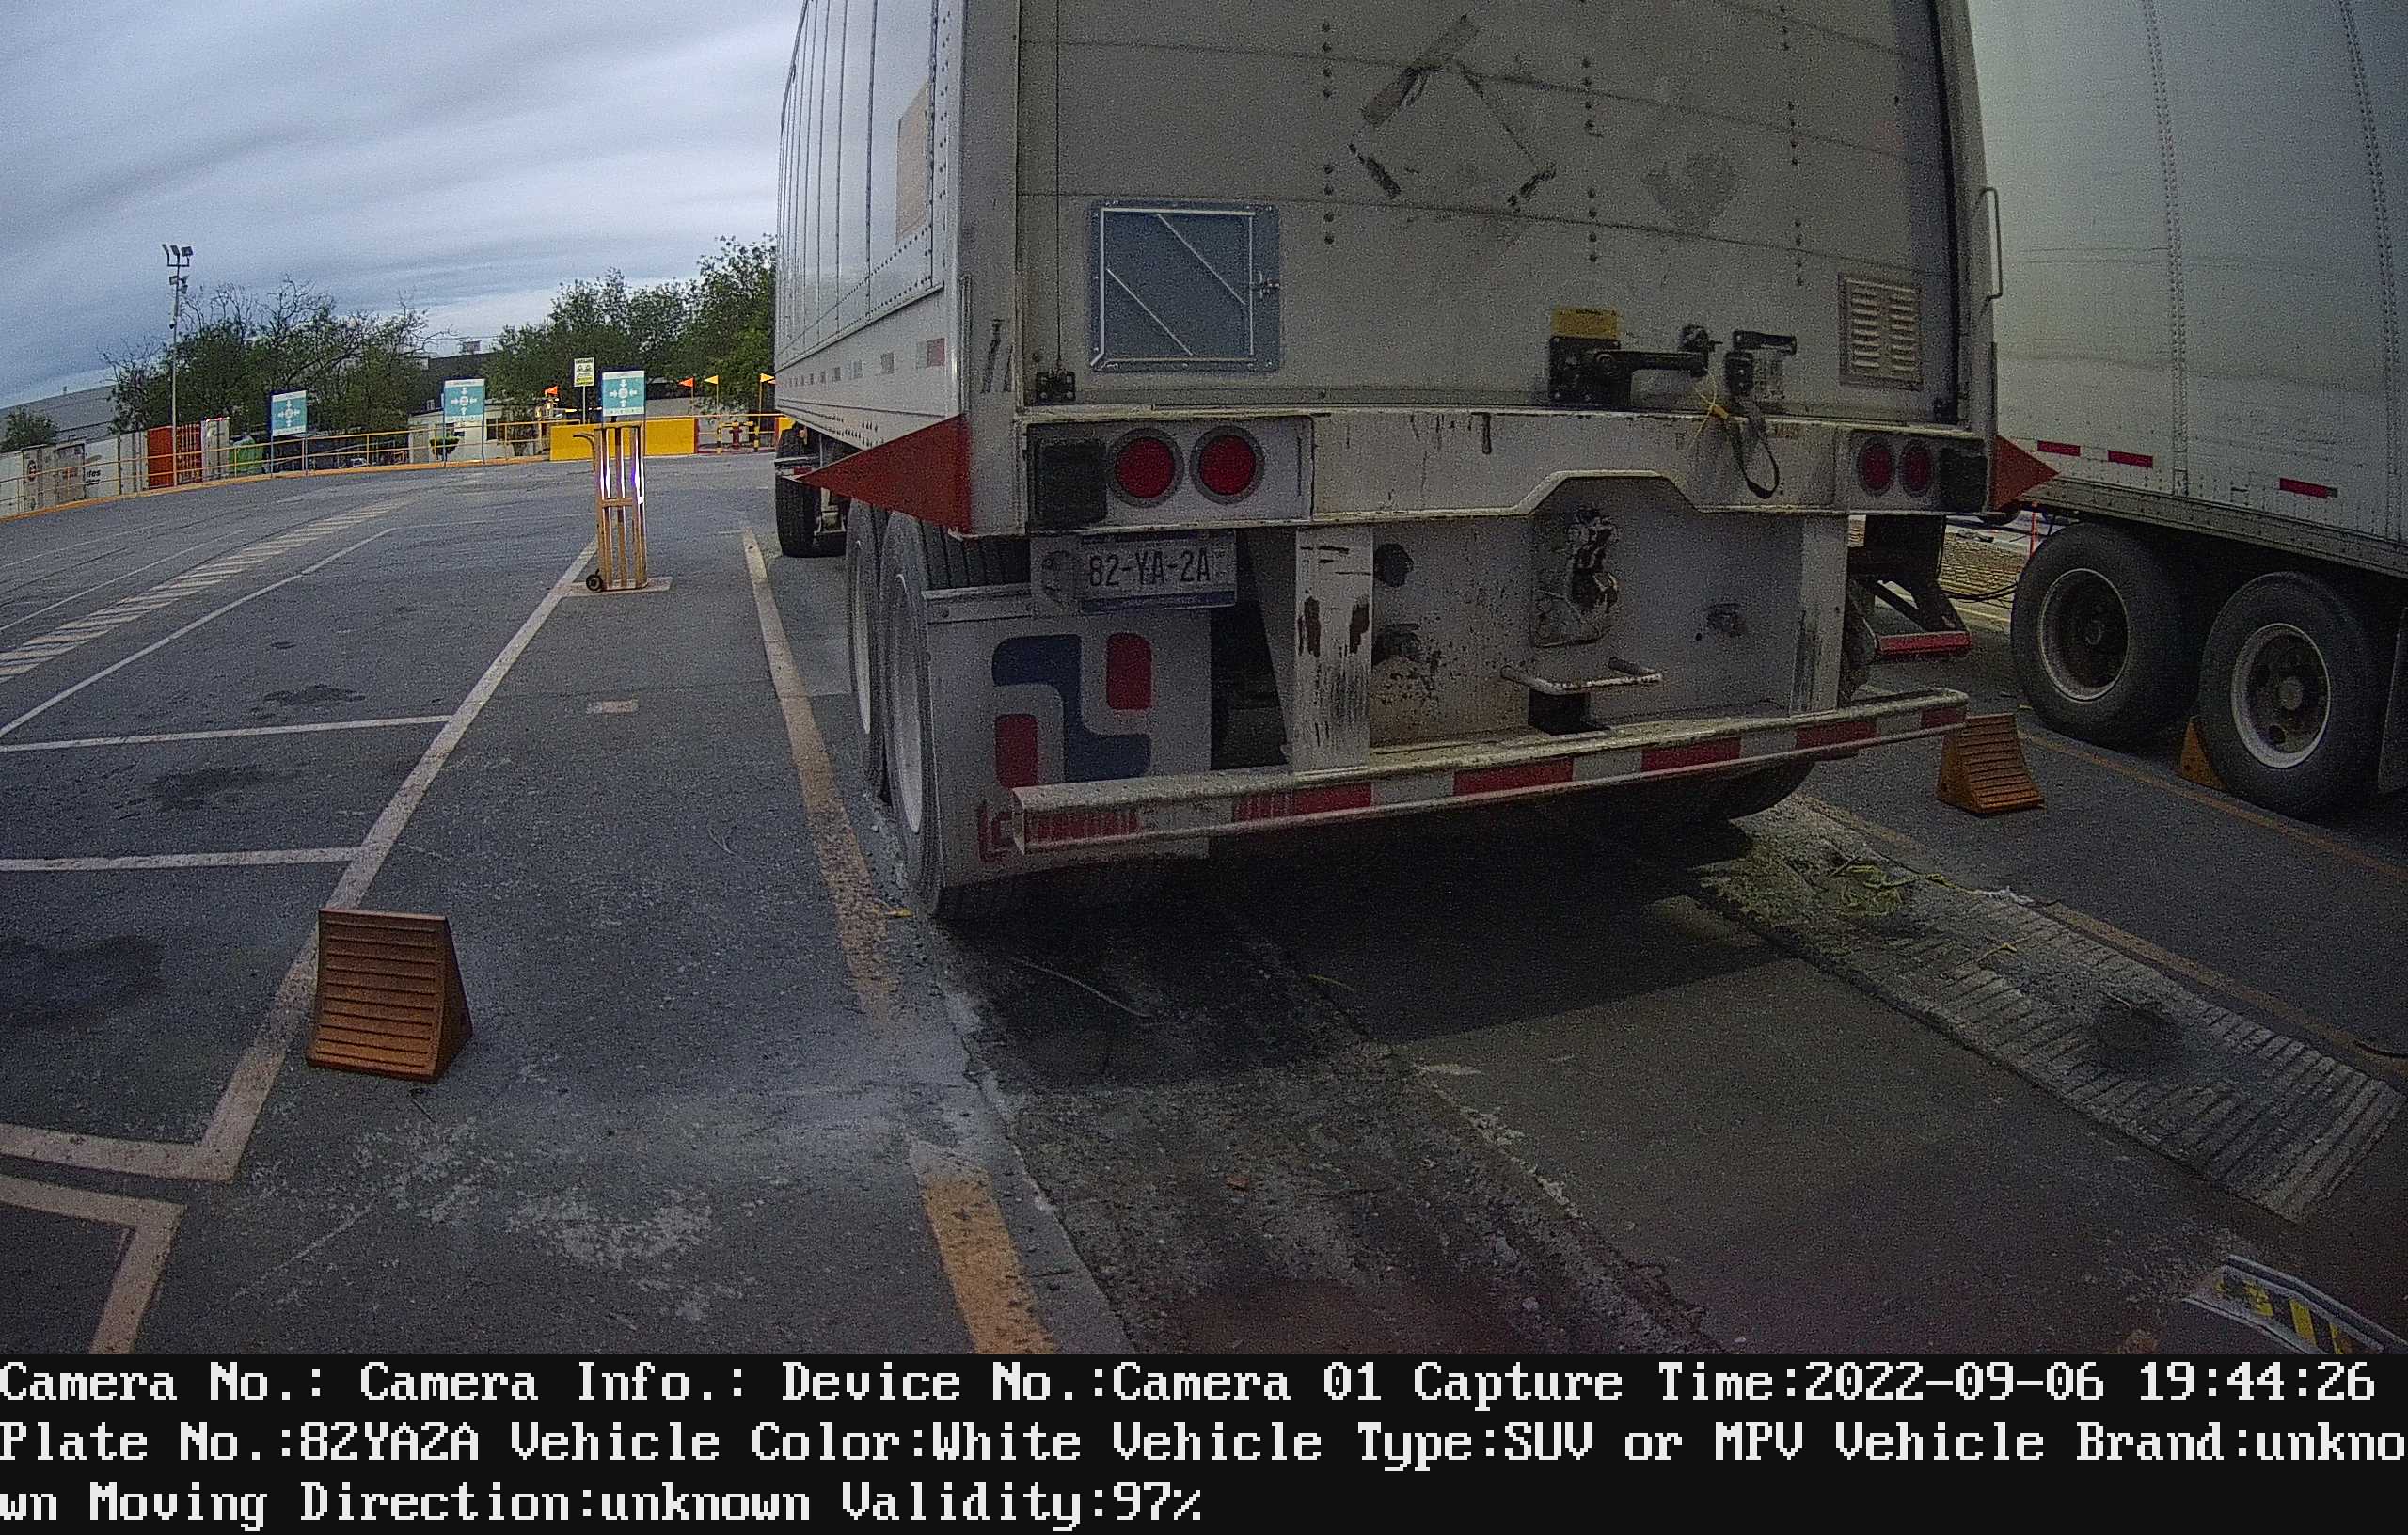 82-YA-2A
Camera No.: Camera Info.: Device No.:Camera 01 Capture Time:2022-09-06 19:44:26
Plate No.:82YA2A Vehicle Color:White Vehicle Type:SUV or MPV Vehicle Brand:unkno
wn Moving Direction:unknown Validity:97%